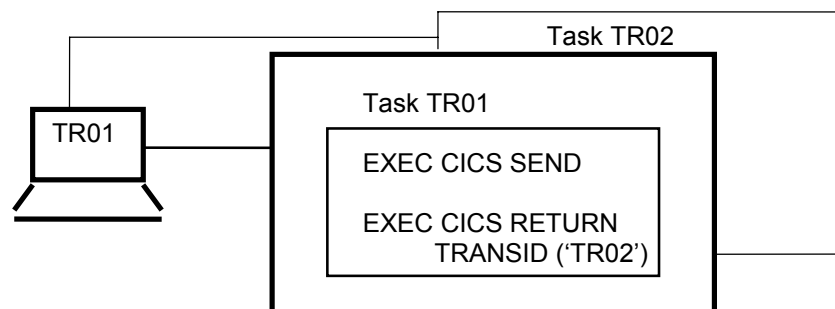 Task TR02
Task TR01
TR01
EXEC CICS SEND
EXEC CICS RETURN
TRANSID (‘TR02’)